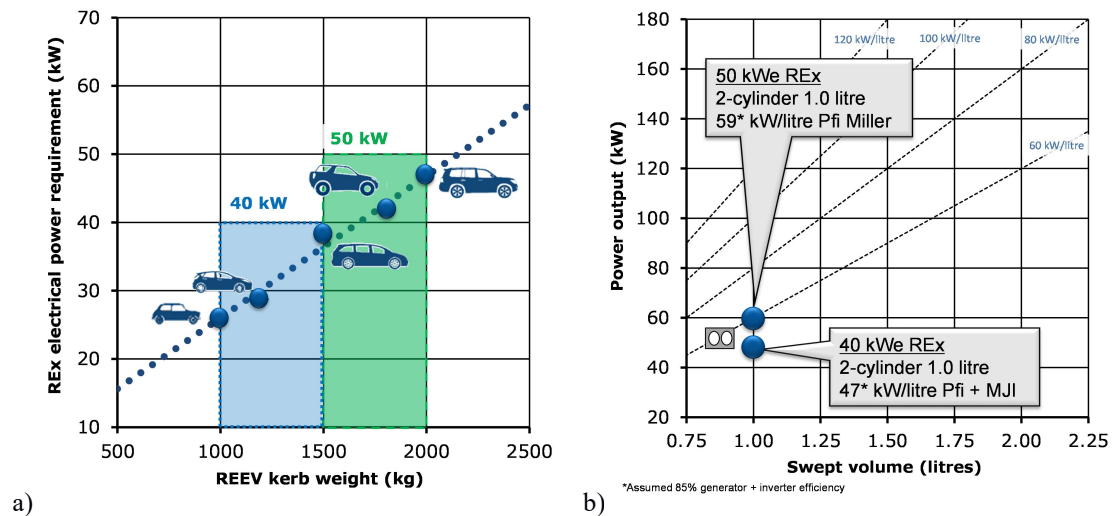 REx electrical power requirement (kW)
70
60
50
40
30
20
10
50 kW
40 kW
500
1000
1500
2000
2500
REEV kerb weight (kg)
a)
Power output (kW)
180
160
140
120
100
80
60
40
20
120 kW/litre
100 kW/litre
80 kW/litre
60 kW/litre
50 kWe REx
2-cylinder 1.0 litre
59* kW/litre Pfi Miller
40 kWe REx
2-cylinder 1.0 litre
47* kW/litre Pfi + MJI
0.75
1.00
1.25
1.50
1.75
2.00
2.25
Swept volume (litres)
*Assumed 85% generator + inverter efficiency
b)